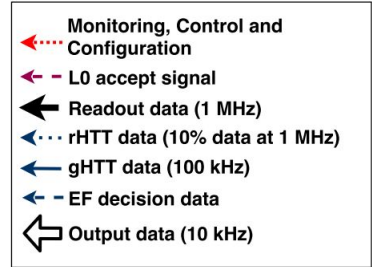 Monitoring, Control and
Configuration
L0 accept signal
Readout data (1 MHz)
rHTT data (10% data at 1 MHz)
gHTT data (100 kHz)
EF decision data
Output data (10 kHz)